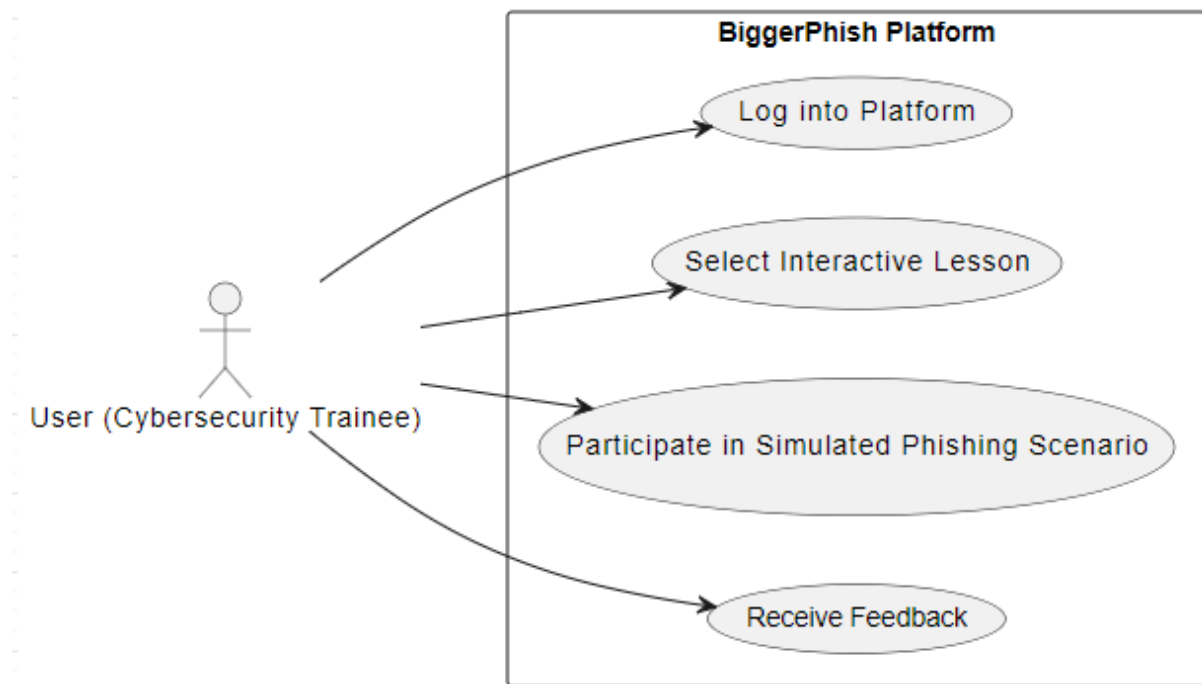 BiggerPhish Platform
Log into Platform
Select Interactive Lesson
User (Cybersecurity Trainee)
Participate in Simulated Phishing Scenario
Receive Feedback